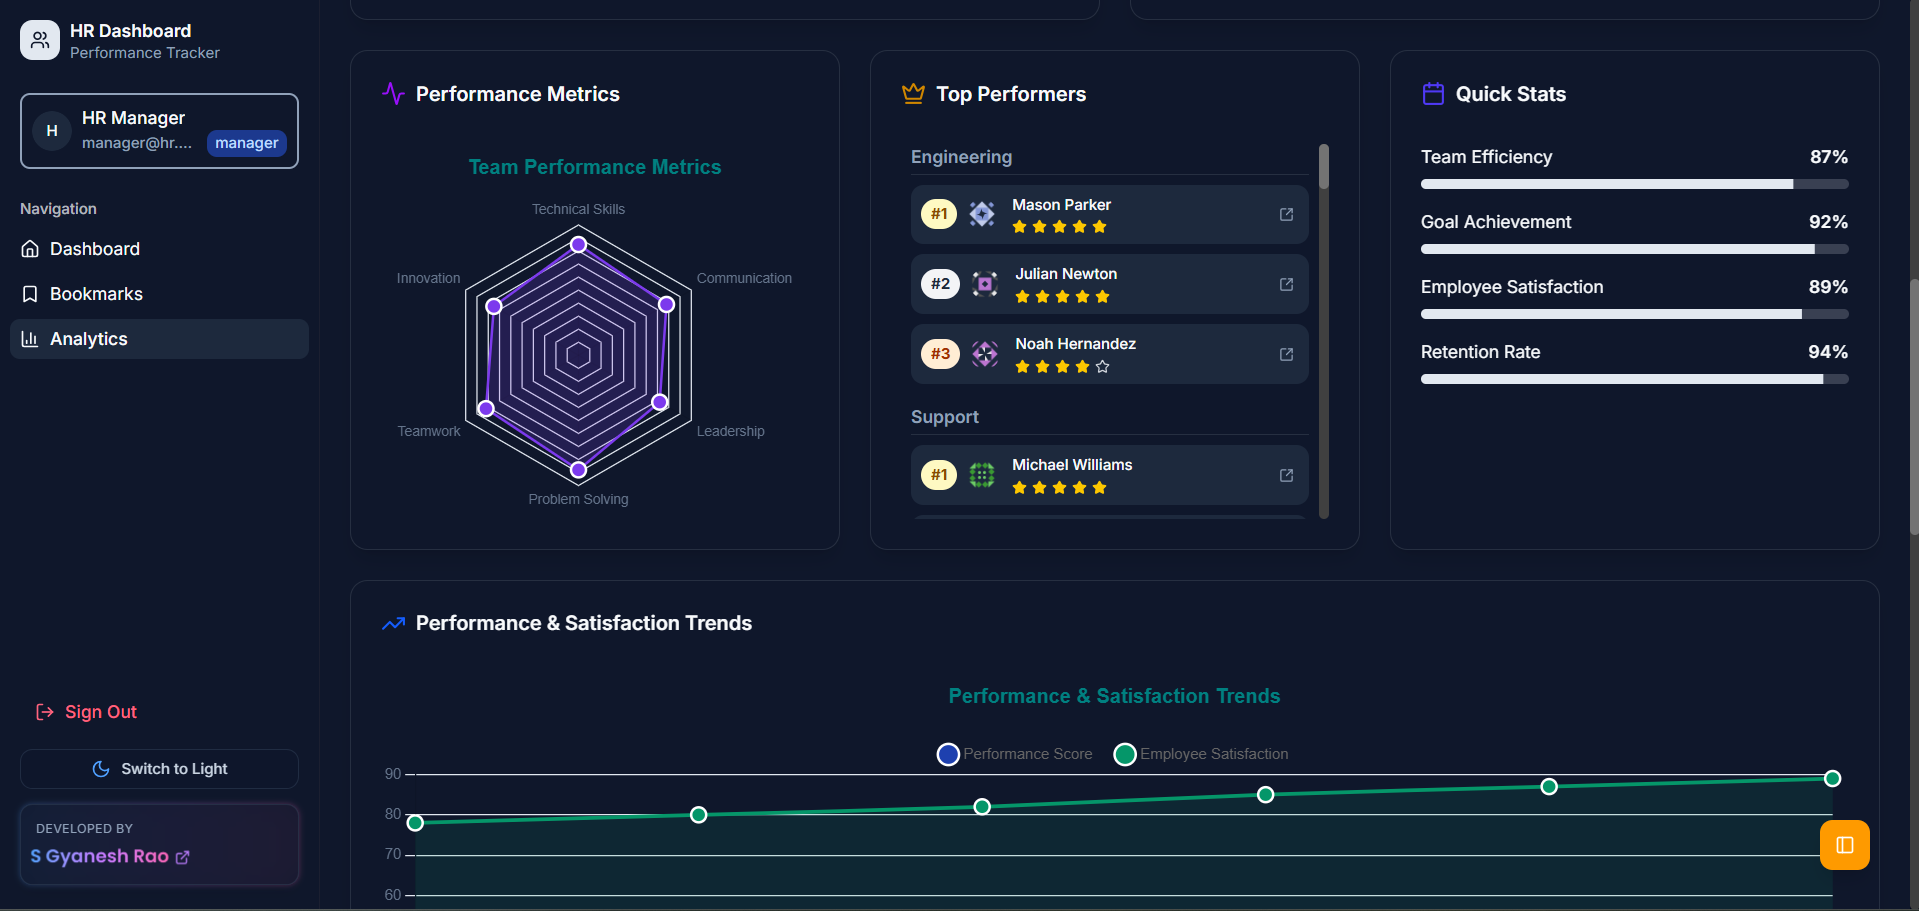 HR Dashboard
Performance Tracker
H
HR Manager
manager@hr....
manager
Navigation
Dashboard
Bookmarks
Analytics
Sign Out
Switch to Light
DEVELOPED BY
S Gyanesh Rao
Performance Metrics
Team Performance Metrics
Technical Skills
Innovation
Communication
Teamwork
Leadership
Problem Solving
Top Performers
Engineering
#1
Mason Parker
#2
Julian Newton
#3
Noah Hernandez
Support
#1
Michael Williams
Quick Stats
Team Efficiency 87%
Goal Achievement 92%
Employee Satisfaction 89%
Retention Rate 94%
Performance & Satisfaction Trends
Performance & Satisfaction Trends
Performance Score
Employee Satisfaction
90
80
70
60